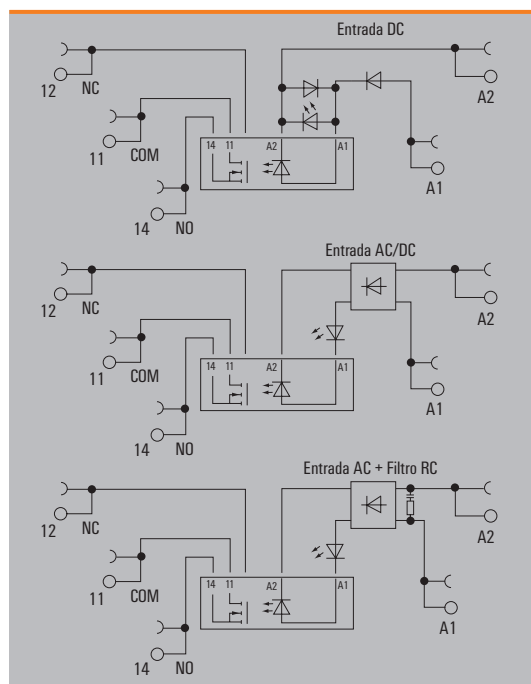 Entrada DC
12 NC
A2
11 COM
14 11 A2 A1
A1
14 NO
Entrada AC/DC
12 NC
A2
11 COM
14 11 A2 A1
A1
14 NO
Entrada AC + Filtro RC
12 NC
A2
11 COM
14 11 A2 A1
A1
14 NO